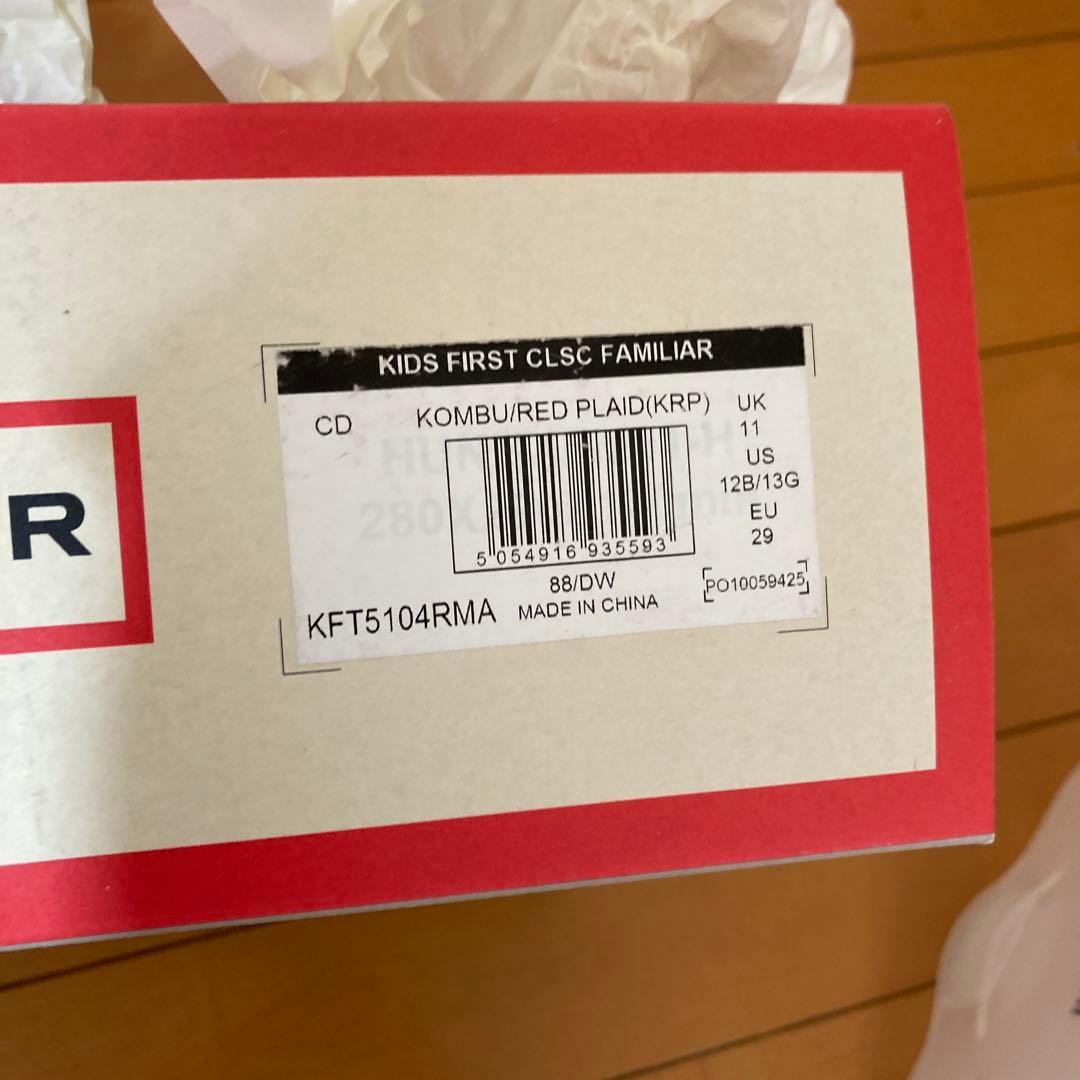 R
KIDS FIRST CLSC FAMILIAR
CD
KOMBU/RED PLAID(KRP)
UK
11
US
12B/13G
EU
29
5 054916 935593
88/DW
PO10059425
KFT5104RMA
MADE IN CHINA